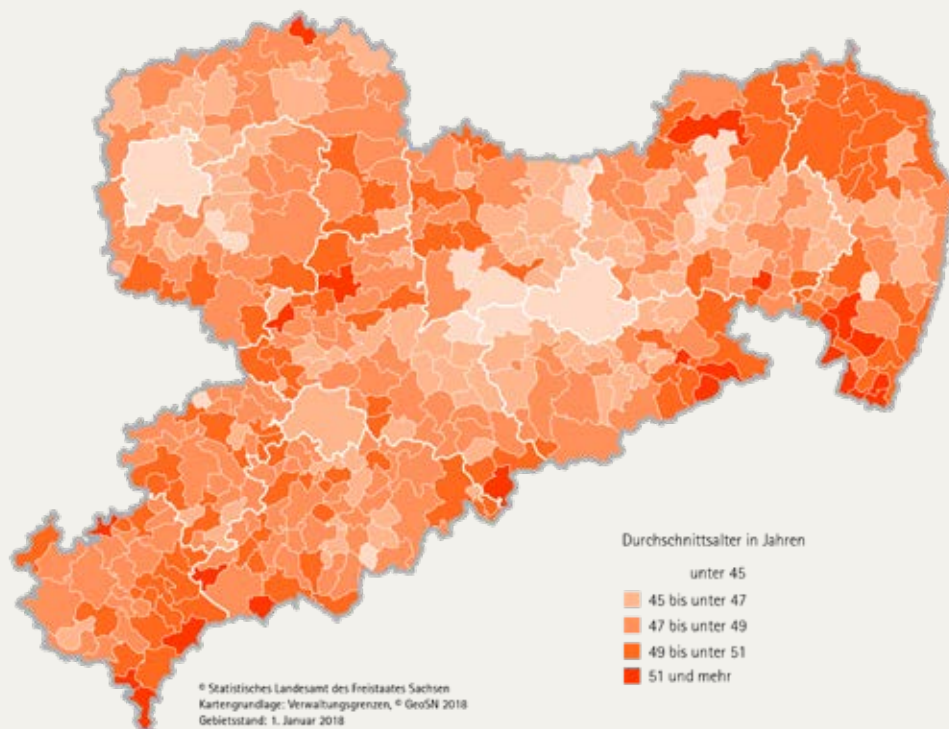 Durchschnittsalter in Jahren
unter 45
45 bis unter 47
47 bis unter 49
49 bis unter 51
51 und mehr
© Statistisches Landesamt des Freistaates Sachsen
Kartengrundlage: Verwaltungsgrenzen, © GeoSN 2018
Gebietsstand: 1. Januar 2018